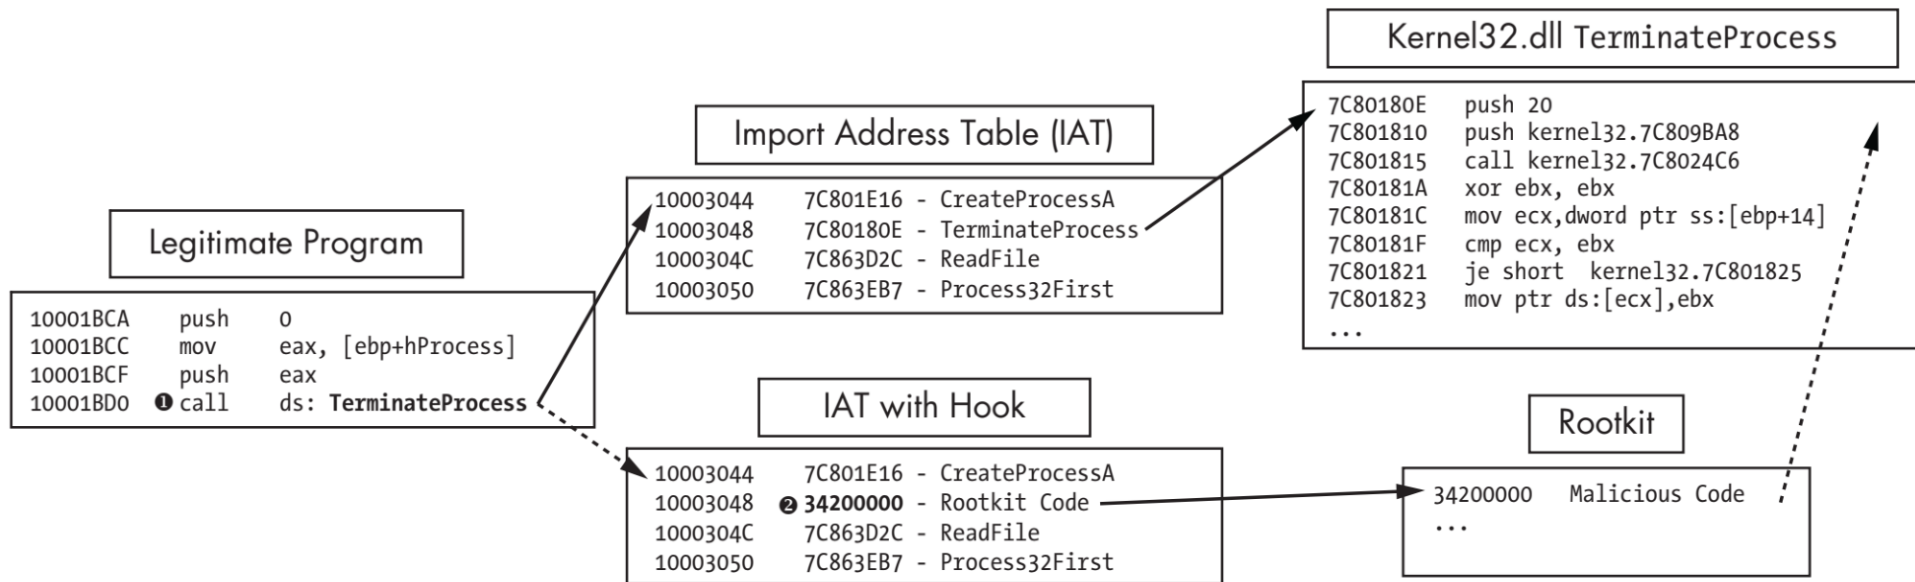 Kernel32.dll TerminateProcess
7C80180E push 20
7C801810 push kernel32.7C809BA8
7C801815 call kernel32.7C8024C6
7C80181A xor ebx, ebx
7C80181C mov ecx,dword ptr ss:[ebp+14]
7C80181F cmp ecx, ebx
7C801821 je short kernel32.7C801825
7C801823 mov ptr ds:[ecx],ebx
...
Import Address Table (IAT)
10003044 7C801E16 - CreateProcessA
10003048 7C80180E - TerminateProcess
1000304C 7C863D2C - ReadFile
10003050 7C863EB7 - Process32First
Legitimate Program
10001BCA push 0
10001BCC mov eax, [ebp+hProcess]
10001BCF push eax
10001BD0 ❶ call ds: TerminateProcess
IAT with Hook
10003044 7C801E16 - CreateProcessA
10003048 ❷ 34200000 - Rootkit Code
1000304C 7C863D2C - ReadFile
10003050 7C863EB7 - Process32First
Rootkit
34200000 Malicious Code
...